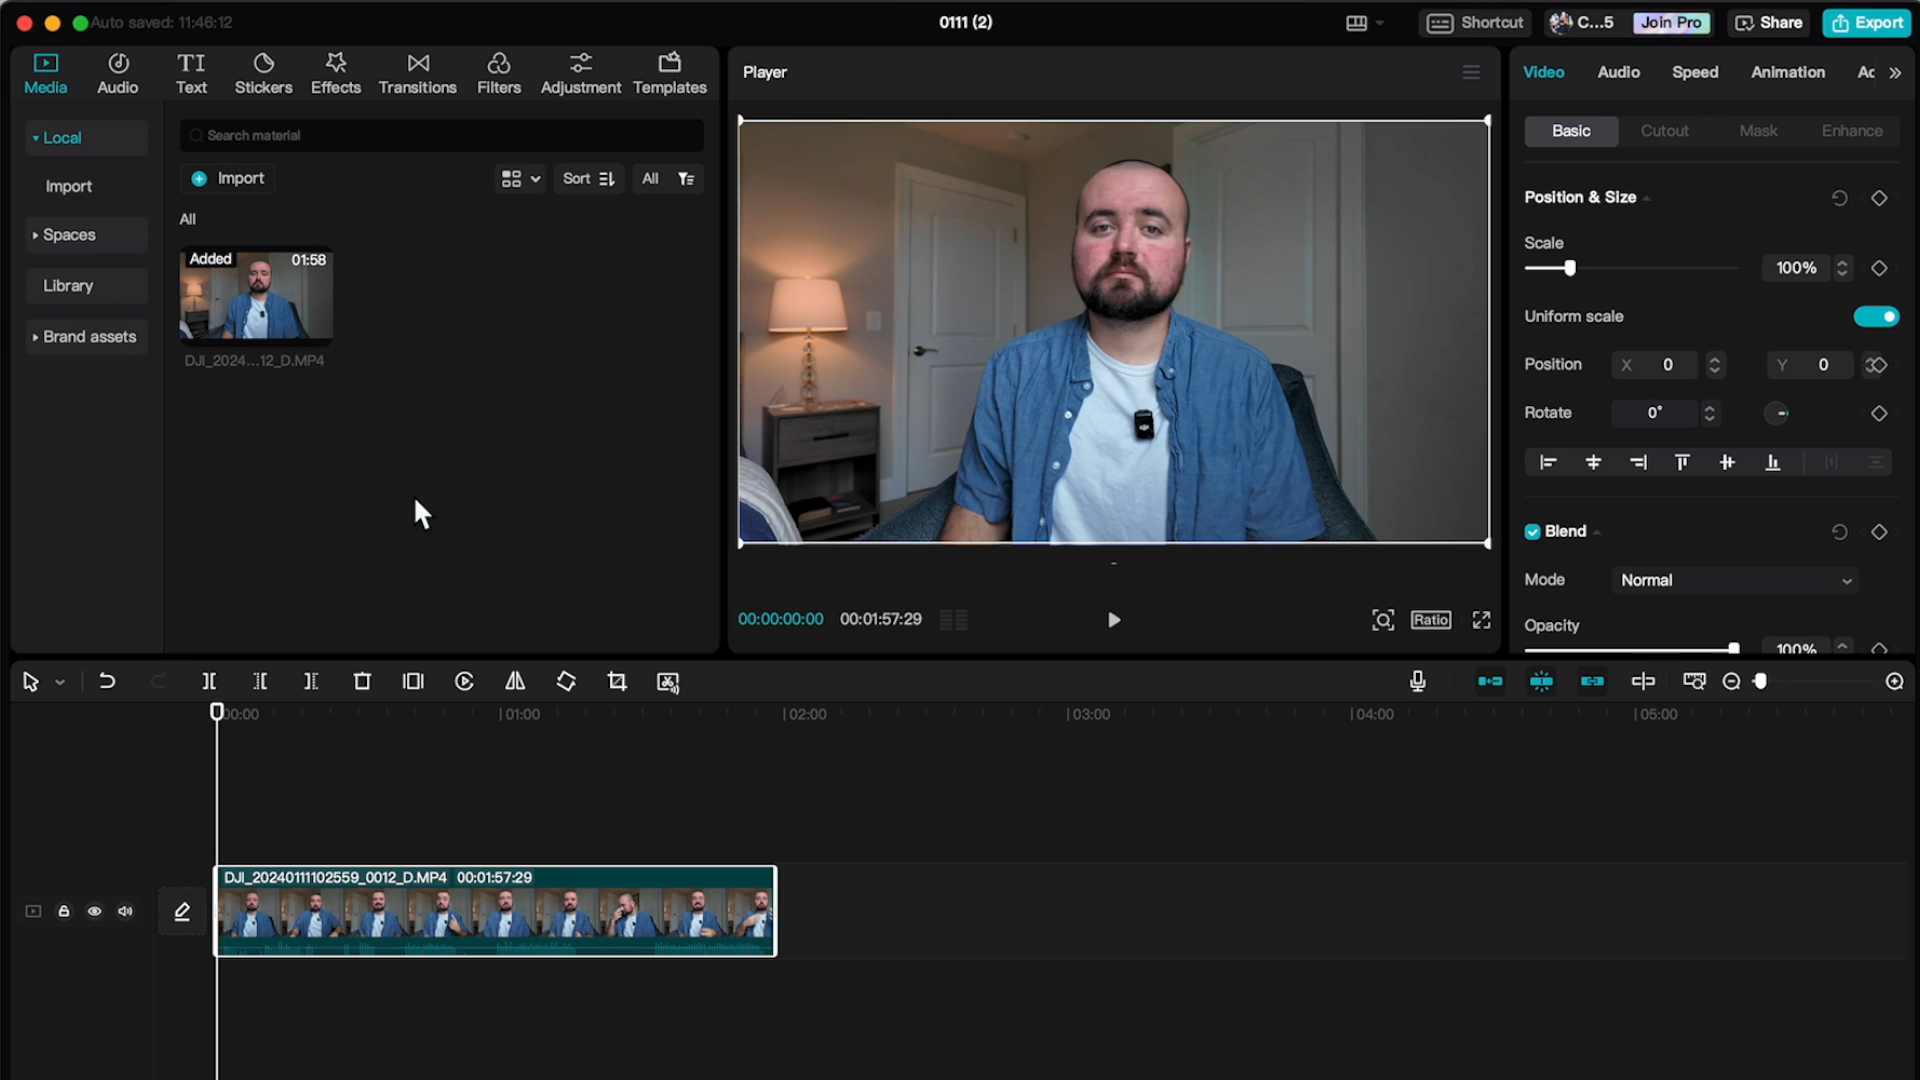 Auto saved: 11:46:12
0111 (2)
Shortcut
C...5
Join Pro
Share
Export
Media
Audio
TI
Text
Stickers
Effects
Transitions
Filters
Adjustment
Templates
Local
Import
Spaces
Library
Brand assets
Search material
Import
Sort
All
All
Added
01:58
DJI_2024...12_D.MP4
Player
00:00:00:00
00:01:57:29
Ratio
Video
Audio
Speed
Animation
Basic
Cutout
Mask
Enhance
Position & Size
Scale
100%
Uniform scale
Position
X 0
Y 0
Rotate
0°
Blend
Mode
Normal
Opacity
100%
00:00
01:00
02:00
03:00
04:00
05:00
DJI_20240111102559_0012_D.MP4 00:01:57:29